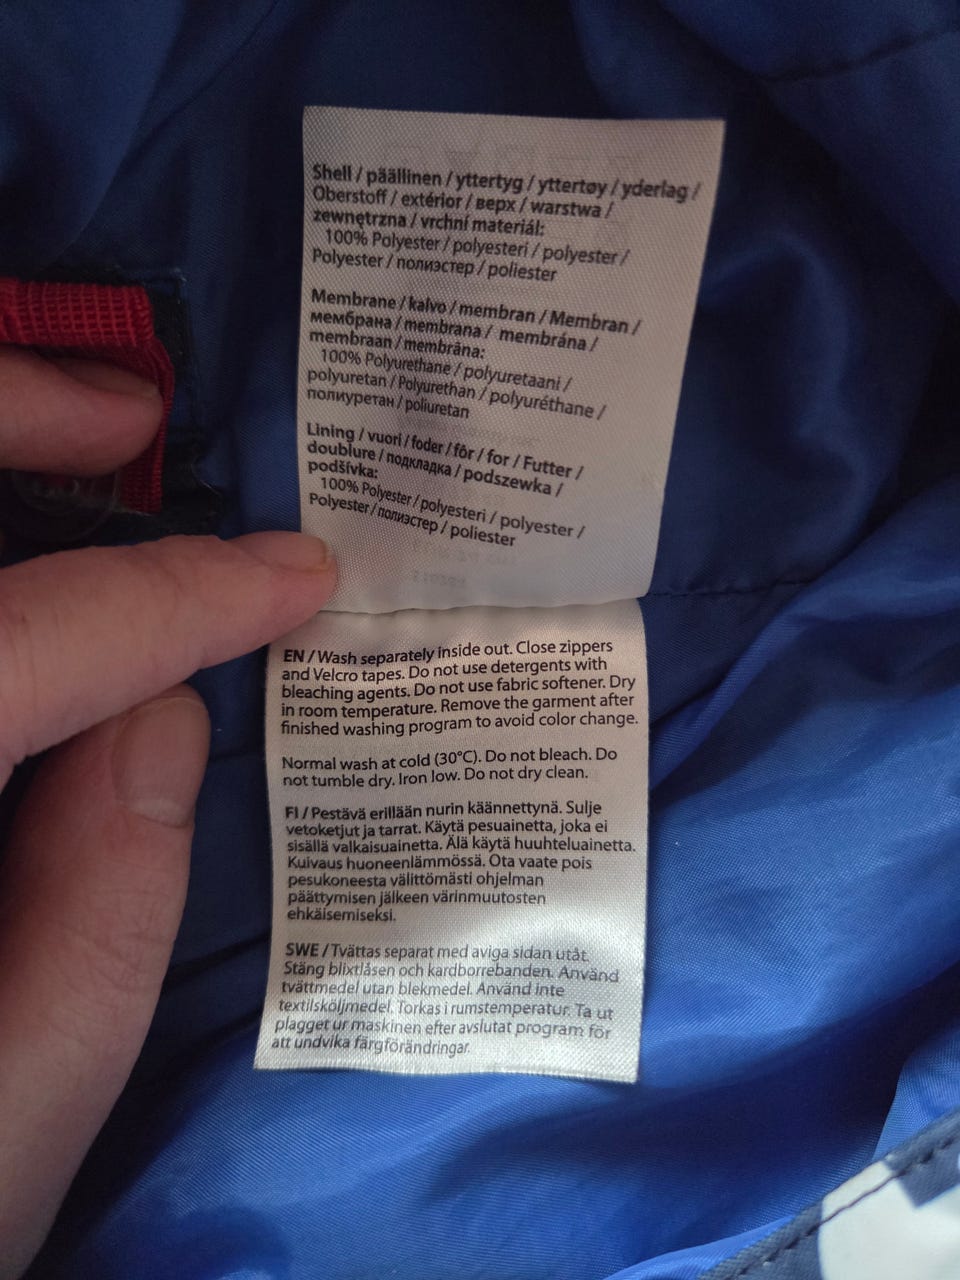 Shell / päällinen / yttertyg / yttertøy / yderlag /
Oberstoff / extérior / верх / warstwa /
zewnętrzna / vrchní materiál:
100% Polyester / polyesteri / polyester /
Polyester / полиэстер / poliester
Membrane / kalvo / membran / Membran /
мембрана / membrana / membrána /
membraan / membrāna:
100% Polyurethane / polyuretaani /
polyuretan / Polyurethan / polyuréthane /
полиуретан / poliuretan
Lining / vuori / foder / fôr / for / Futter /
doublure / подкладка / podszewka /
podšívka:
100% Polyester / polyesteri / polyester /
Polyester / полиэстер / poliester
EN / Wash separately inside out. Close zippers
and Velcro tapes. Do not use detergents with
bleaching agents. Do not use fabric softener. Dry
in room temperature. Remove the garment after
finished washing program to avoid color change.
Normal wash at cold (30°C). Do not bleach. Do
not tumble dry. Iron low. Do not dry clean.
FI / Pestävä erillään nurin käännettynä. Sulje
vetoketjut ja tarrat. Käytä pesuainetta, joka ei
sisällä valkaisuainetta. Älä käytä huuhteluainetta.
Kuivaus huoneenlämmössä. Ota vaate pois
pesukoneesta välittömästi ohjelman
päättymisen jälkeen värinmuutosten
ehkäisemiseksi.
SWE / Tvättas separat med aviga sidan utåt.
Stäng blixtlåsen och kardborrebanden. Använd
tvättmedel utan blekmedel. Använd inte
textilsköljmedel. Torkas i rumstemperatur. Ta ut
plagget ur maskinen efter avslutat program för
att undvika färgförändringar.